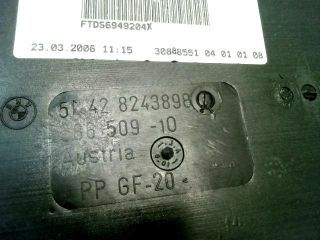 FTDS6949204X
23.03.2006 11:15 30888551 04 01 01 08
51.42 8243898
86 509 -10
Austria
PP GF-20